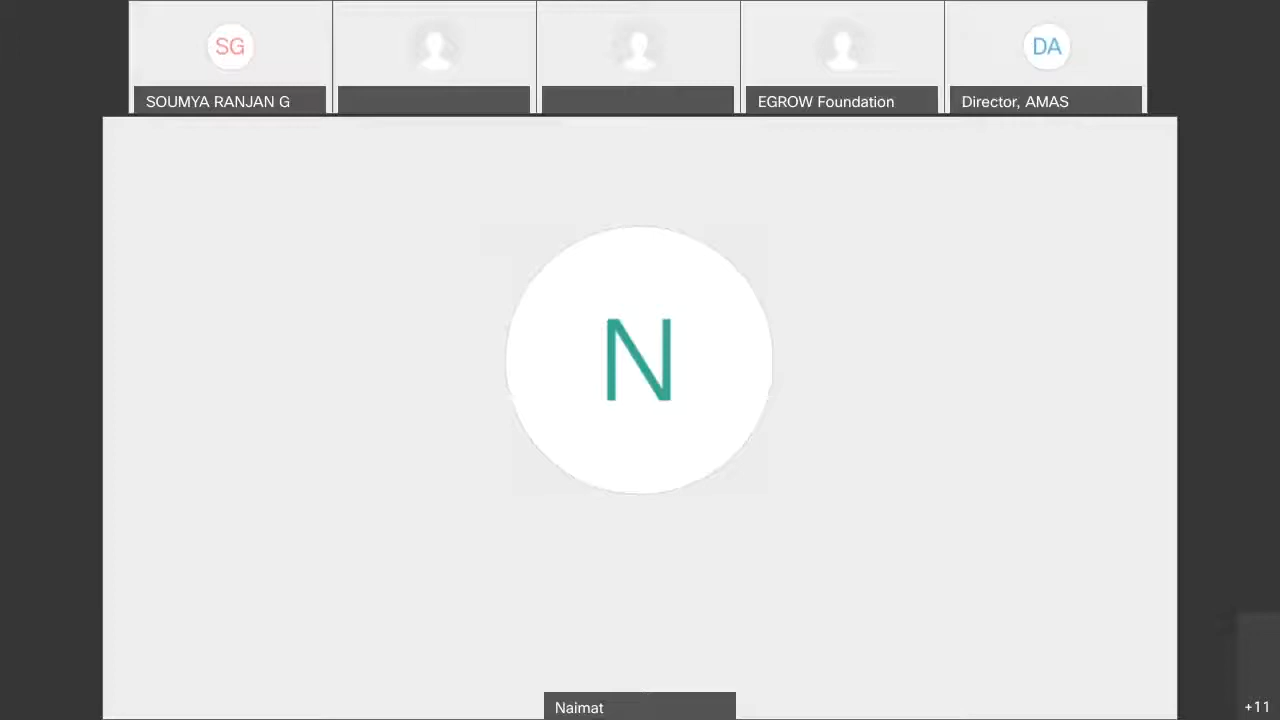 SG
DA
SOUMYA RANJAN G
EGROW Foundation
Director, AMAS
N
Naimat
+11